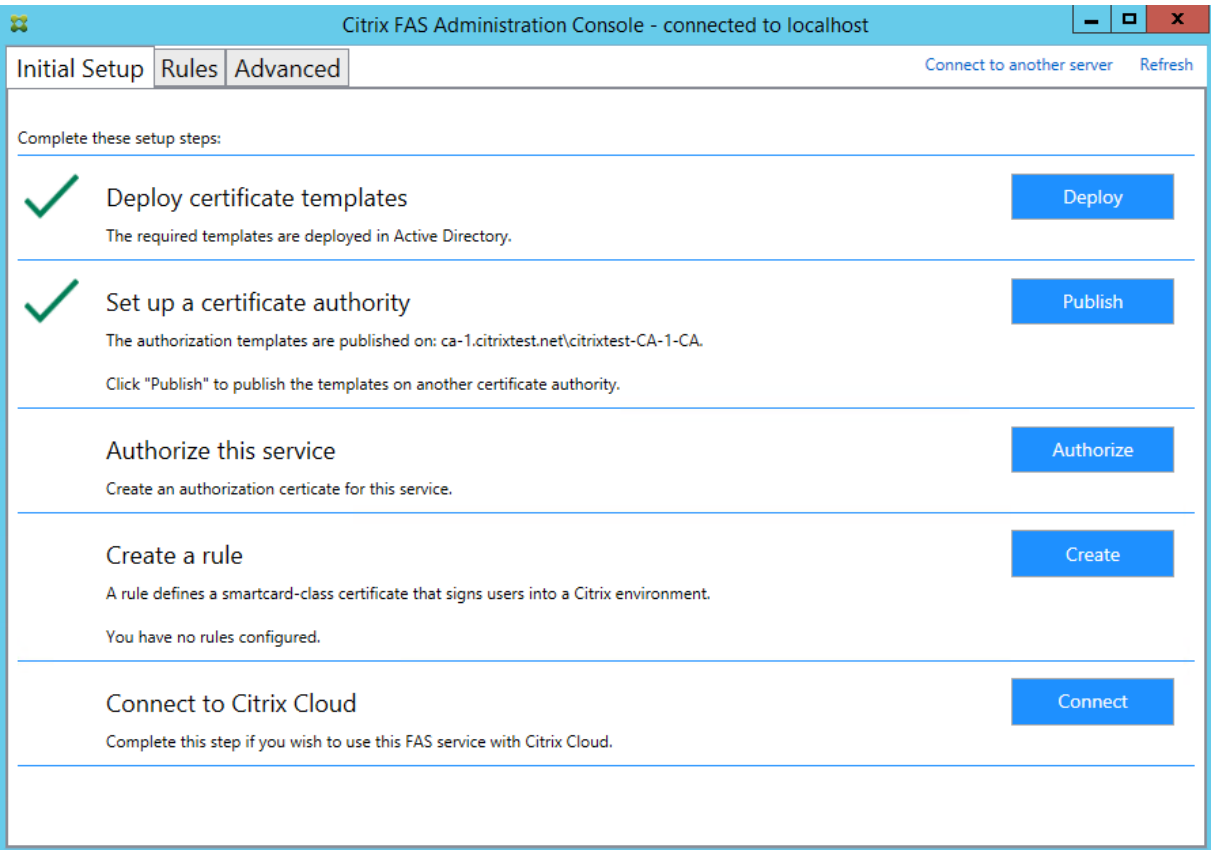 Citrix FAS Administration Console - connected to localhost
Initial Setup Rules Advanced Connect to another server Refresh
Complete these setup steps:
Deploy certificate templates Deploy
The required templates are deployed in Active Directory.
Set up a certificate authority Publish
The authorization templates are published on: ca-1.citrixtest.net\citrixtest-CA-1-CA.
Click "Publish" to publish the templates on another certificate authority.
Authorize this service Authorize
Create an authorization certicate for this service.
Create a rule Create
A rule defines a smartcard-class certificate that signs users into a Citrix environment.
You have no rules configured.
Connect to Citrix Cloud Connect
Complete this step if you wish to use this FAS service with Citrix Cloud.